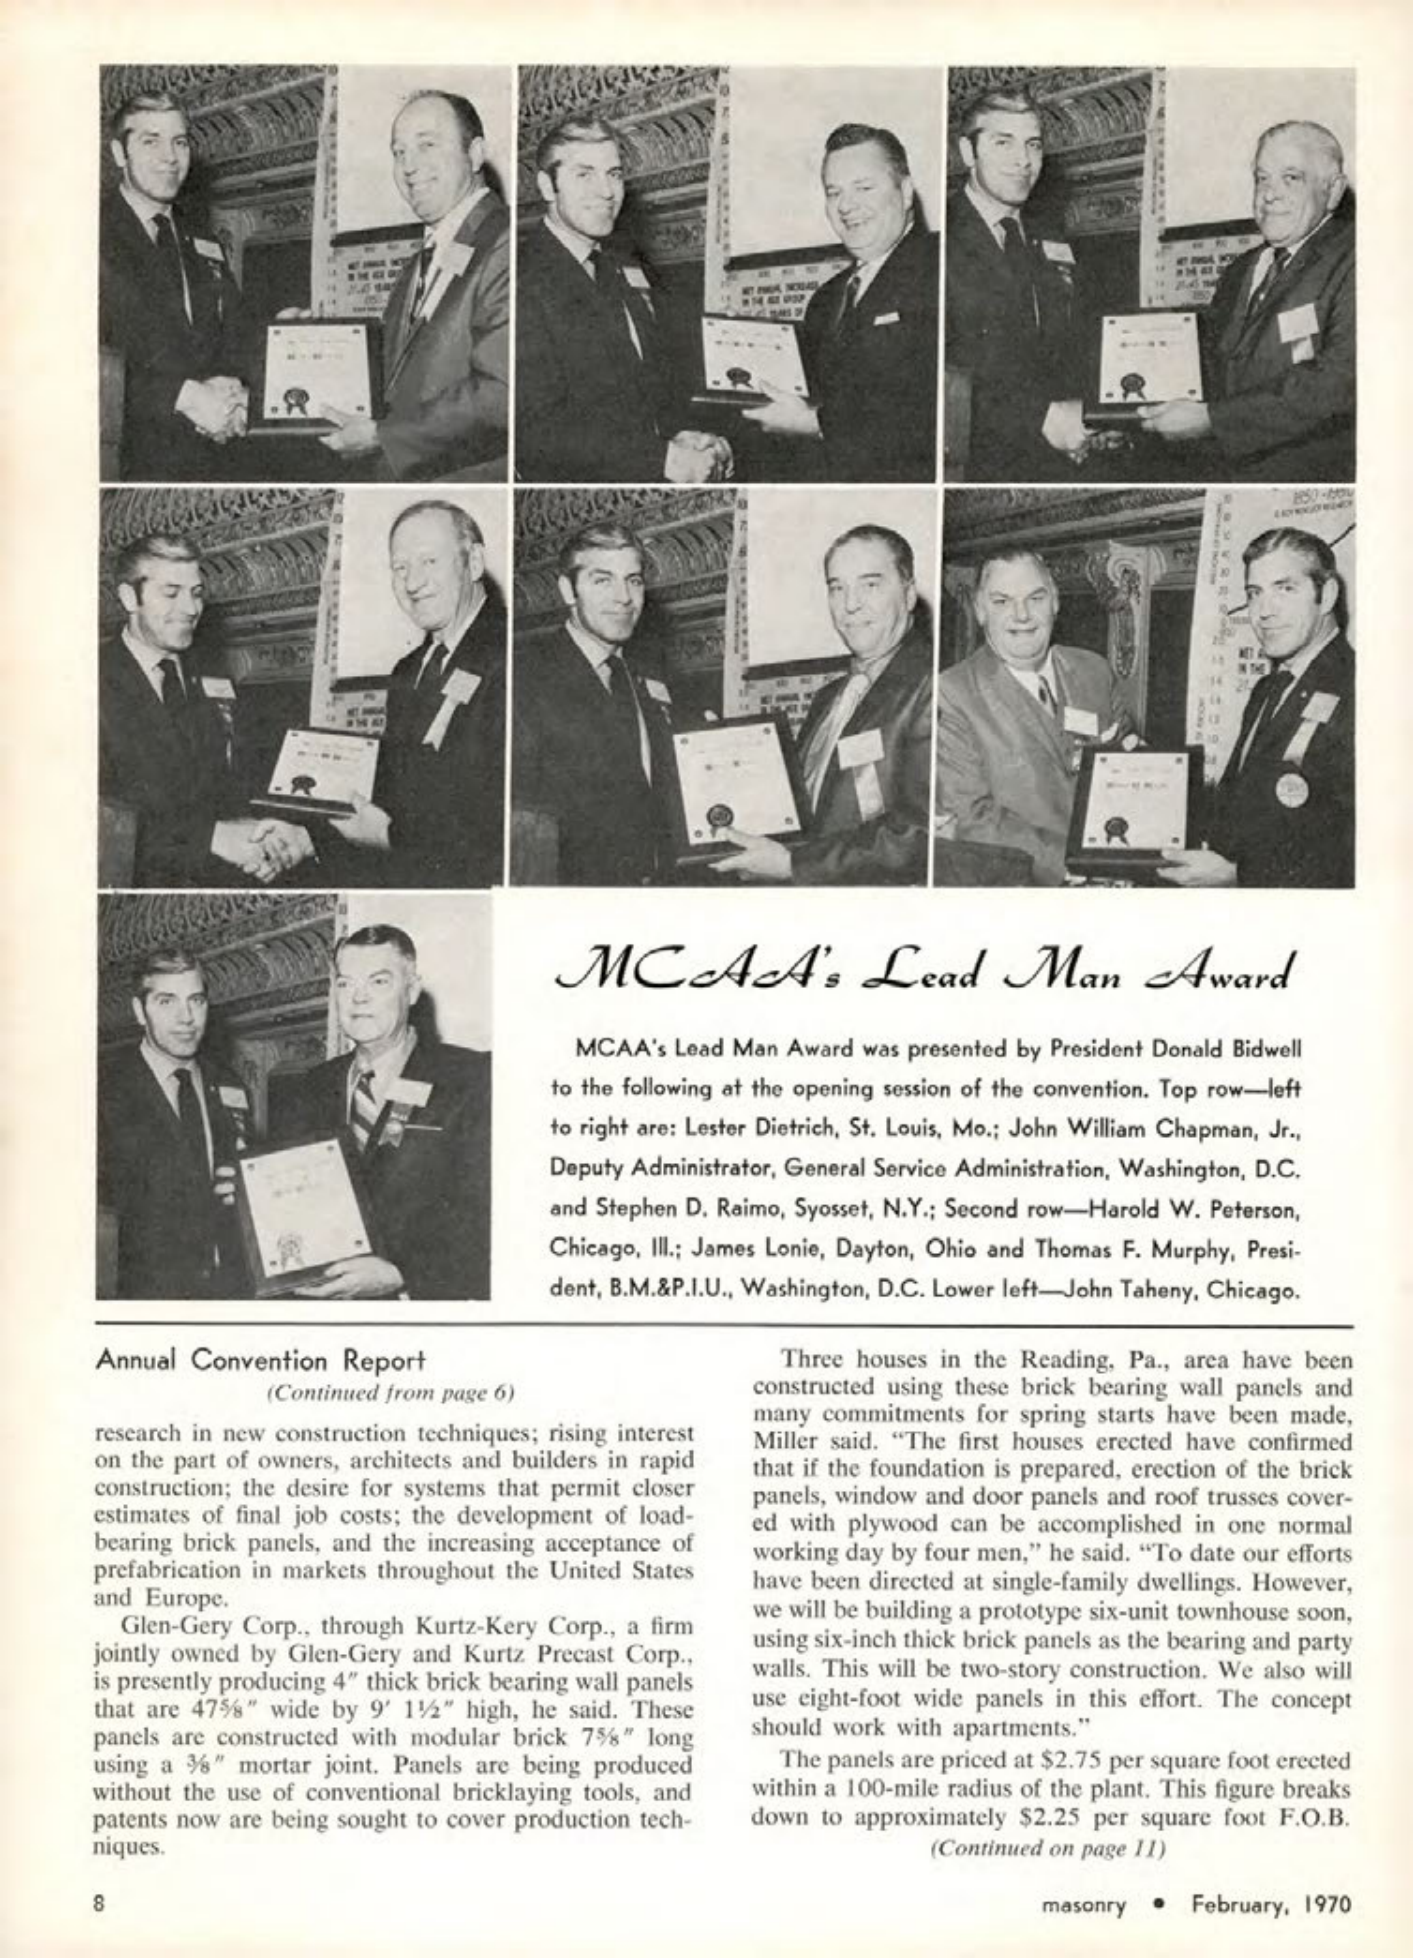 NET ANNUAL INCREASE
IN THE AGE GROUP
MCAA's Lead Man Award
MCAA's Lead Man Award was presented by President Donald Bidwell
to the following at the opening session of the convention. Top row—left
to right are: Lester Dietrich, St. Louis, Mo.; John William Chapman, Jr.,
Deputy Administrator, General Service Administration, Washington, D.C.
and Stephen D. Raimo, Syosset, N.Y.; Second row—Harold W. Peterson,
Chicago, Ill.; James Lonie, Dayton, Ohio and Thomas F. Murphy, Presi-
dent, B.M.&P.I.U., Washington, D.C. Lower left—John Taheny, Chicago.
Annual Convention Report
(Continued from page 6)
research in new construction techniques; rising interest
on the part of owners, architects and builders in rapid
construction; the desire for systems that permit closer
estimates of final job costs; the development of load-
bearing brick panels, and the increasing acceptance of
prefabrication in markets throughout the United States
and Europe.
Glen-Gery Corp., through Kurtz-Kery Corp., a firm
jointly owned by Glen-Gery and Kurtz Precast Corp.,
is presently producing 4″ thick brick bearing wall panels
that are 47⅝″ wide by 9′ 1½″ high, he said. These
panels are constructed with modular brick 7⅝″ long
using a ⅜″ mortar joint. Panels are being produced
without the use of conventional bricklaying tools, and
patents now are being sought to cover production tech-
niques.
Three houses in the Reading, Pa., area have been
constructed using these brick bearing wall panels and
many commitments for spring starts have been made,
Miller said. “The first houses erected have confirmed
that if the foundation is prepared, erection of the brick
panels, window and door panels and roof trusses cover-
ed with plywood can be accomplished in one normal
working day by four men,” he said. “To date our efforts
have been directed at single-family dwellings. However,
we will be building a prototype six-unit townhouse soon,
using six-inch thick brick panels as the bearing and party
walls. This will be two-story construction. We also will
use eight-foot wide panels in this effort. The concept
should work with apartments.”
The panels are priced at $2.75 per square foot erected
within a 100-mile radius of the plant. This figure breaks
down to approximately $2.25 per square foot F.O.B.
(Continued on page 11)
8
masonry • February, 1970